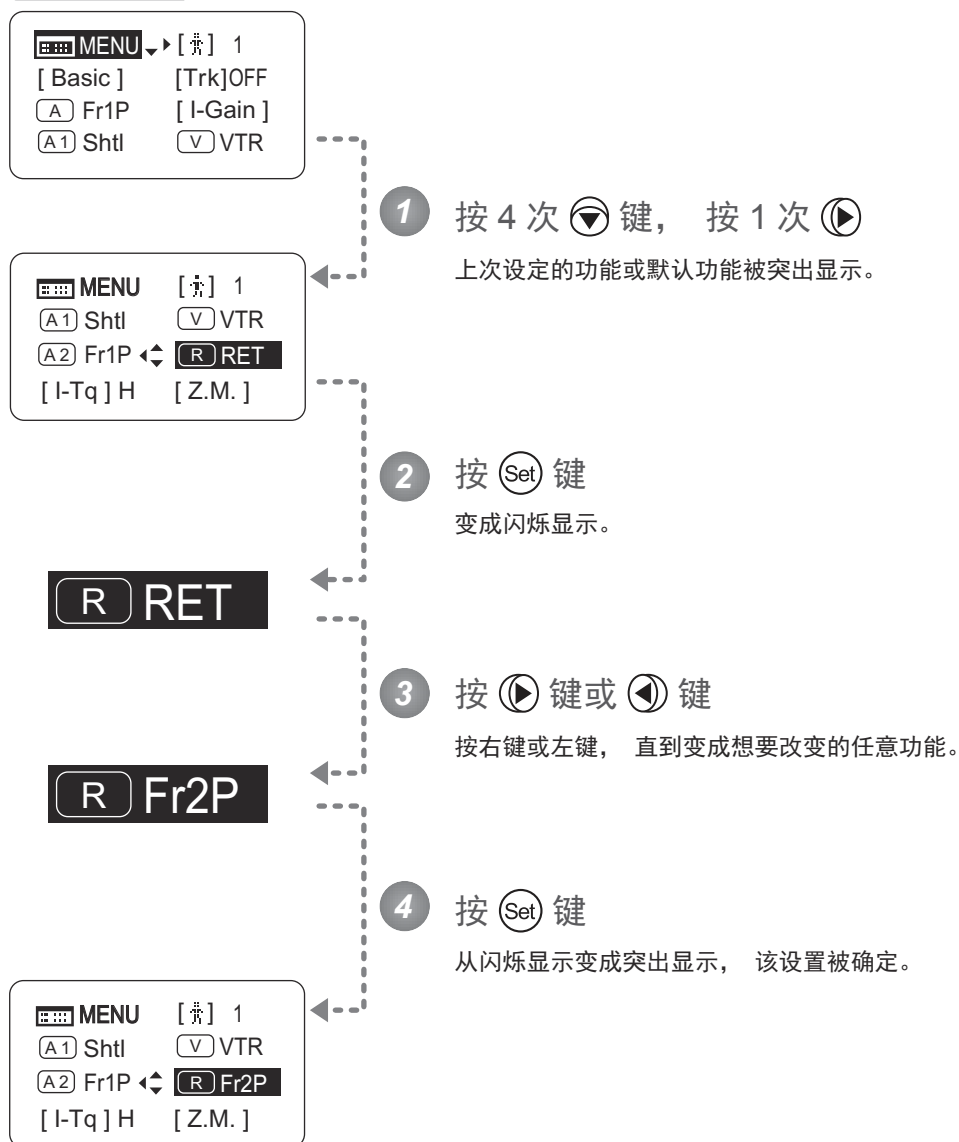 MENU [ ] 1
[ Basic ] [Trk]OFF
A Fr1P [ I-Gain ]
A1 Shtl V VTR
1 按 4 次 键， 按 1 次
上次设定的功能或默认功能被突出显示。
MENU [ ] 1
A1 Shtl V VTR
A2 Fr1P R RET
[ I-Tq ] H [ Z.M. ]
2 按 Set 键
变成闪烁显示。
R RET
3 按 键或 键
按右键或左键， 直到变成想要改变的任意功能。
R Fr2P
4 按 Set 键
从闪烁显示变成突出显示， 该设置被确定。
MENU [ ] 1
A1 Shtl V VTR
A2 Fr1P R Fr2P
[ I-Tq ] H [ Z.M. ]